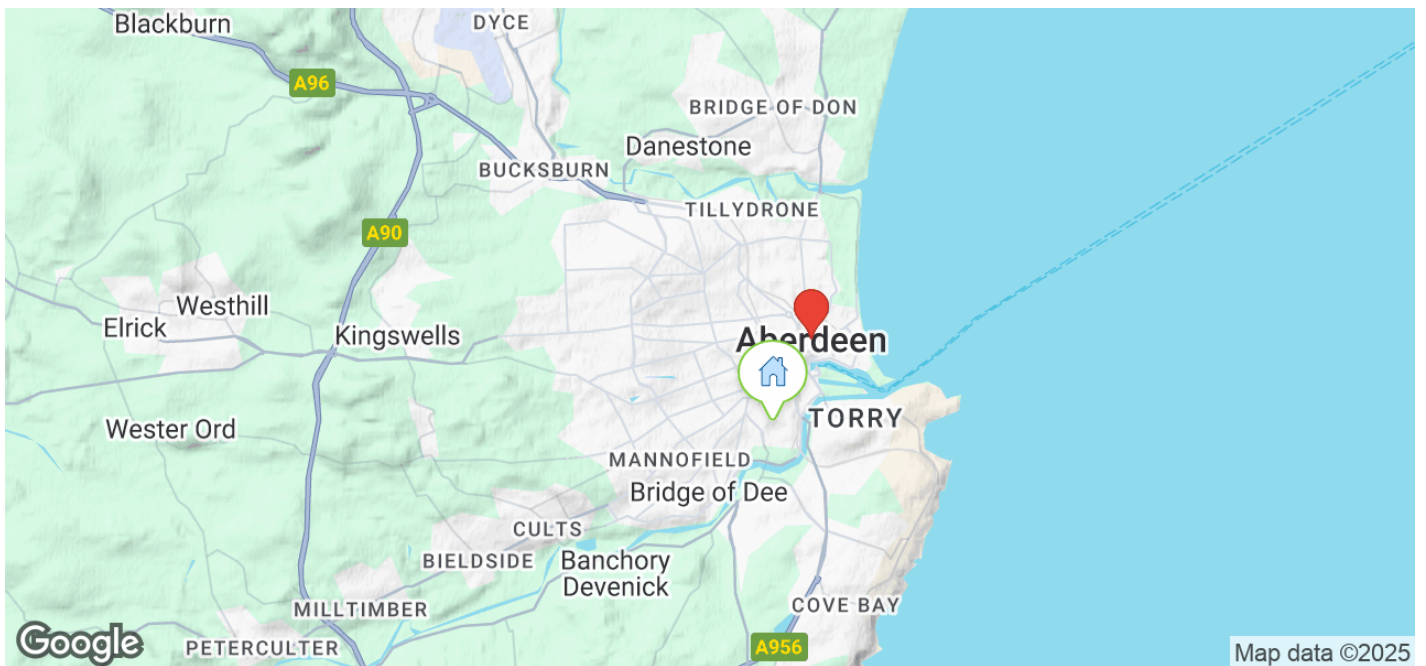 Blackburn
DYCE
A96
BRIDGE OF DON
Danestone
BUCKSBURN
TILLYDRONE
A90
Westhill
Elrick
Kingswells
Aberdeen
TORRY
Wester Ord
MANNOFIELD
Bridge of Dee
CULTS
BIELDSIDE
Banchory
Devenick
MILLTIMBER
COVE BAY
PETERCULTER
A956
Google
Map data ©2025